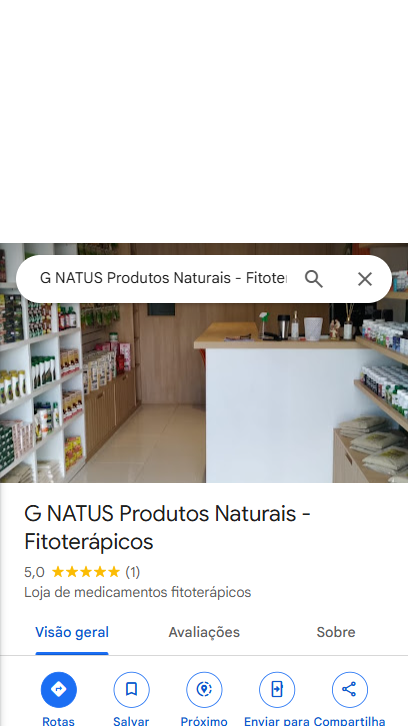 G NATUS Produtos Naturais - Fitote
G NATUS Produtos Naturais -
Fitoterápicos
5,0 ★★★★★ (1)
Loja de medicamentos fitoterápicos
Visão geral Avaliações Sobre
Rotas Salvar Próximo Enviar para Compartilha